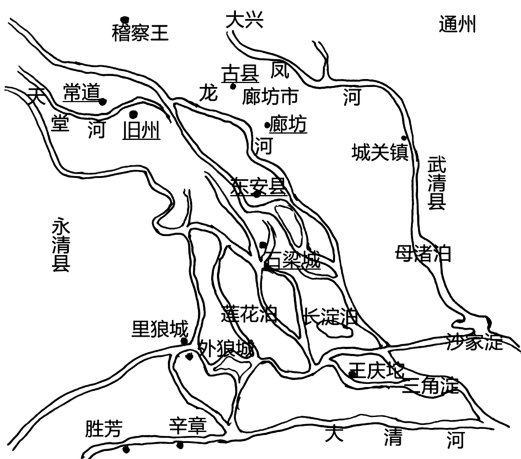 大兴
通州
稽察王
古县
凤
河
龙
廊坊市
河
常道
天
堂
河
旧州
廊坊
城关镇
武清县
东安县
永清县
母诸泊
石梁城
莲花泊
长淀泊
里狼城
外狼城
沙家淀
王庆坨
三角淀
胜芳
辛章
大
清
河